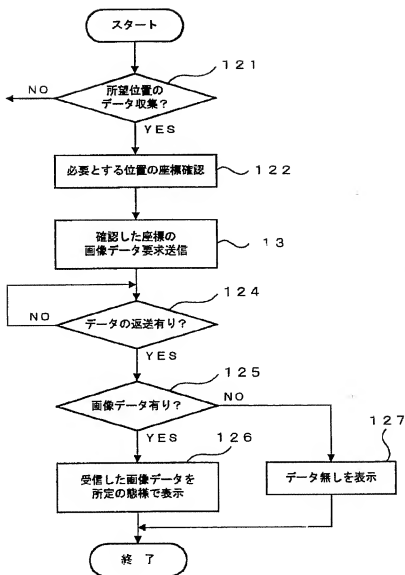 スタート
121
所望位置の
データ収集?
NO
YES
必要とする位置の座標確認
122
確認した座標の
画像データ要求送信
13
124
データの返送有り?
NO
YES
125
画像データ有り?
NO
YES
126
127
受信した画像データを
所定の態様で表示
データ無しを表示
終 了